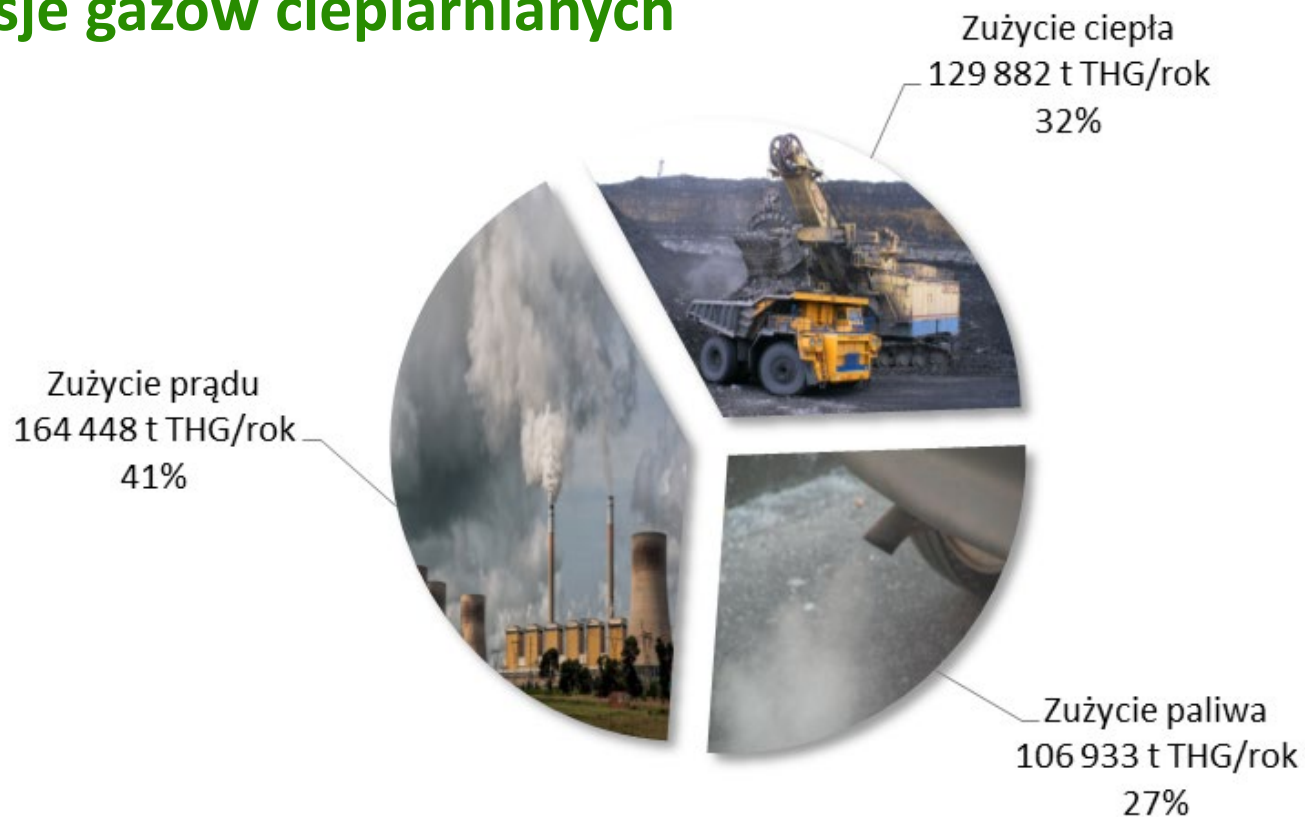 sje gazów cieplarnianych
Zużycie ciepła
129 882 t THG/rok
32%
Zużycie prądu
164 448 t THG/rok
41%
Zużycie paliwa
106 933 t THG/rok
27%